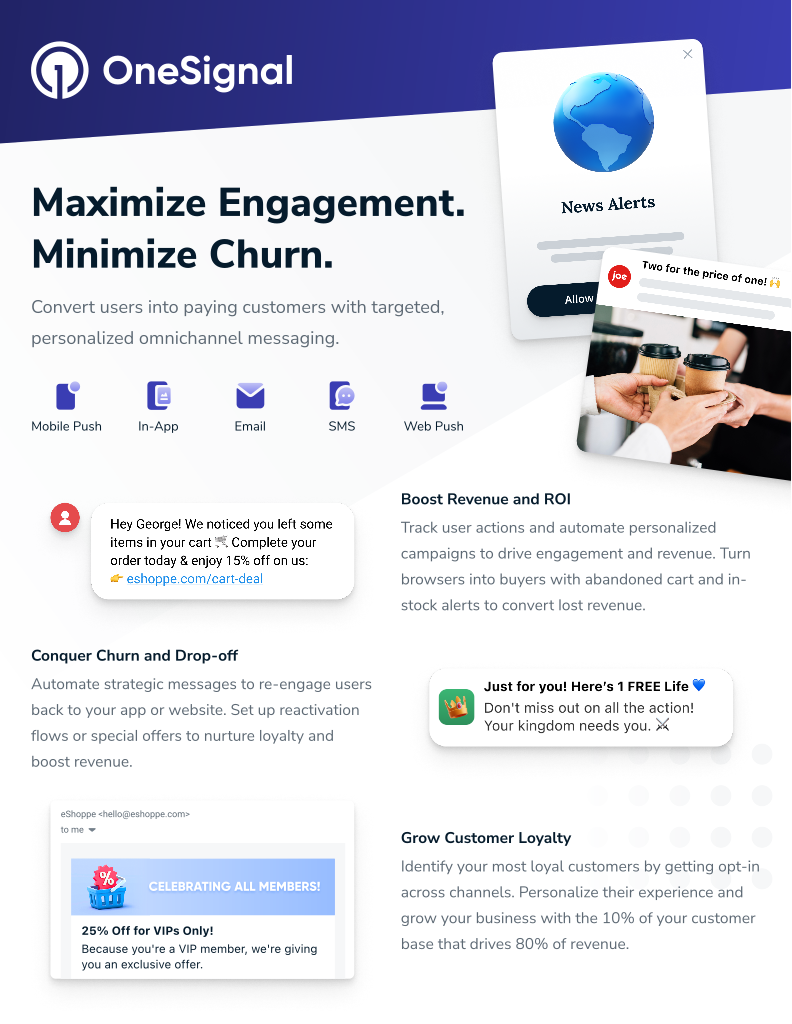 OneSignal
News Alerts
Allow
joe
Two for the price of one! 🙌
Maximize Engagement.
Minimize Churn.
Convert users into paying customers with targeted,
personalized omnichannel messaging.
Mobile Push
In-App
Email
SMS
Web Push
Hey George! We noticed you left some
items in your cart 🛒 Complete your
order today & enjoy 15% off on us:
👉 eshoppe.com/cart-deal
Boost Revenue and ROI
Track user actions and automate personalized
campaigns to drive engagement and revenue. Turn
browsers into buyers with abandoned cart and in-
stock alerts to convert lost revenue.
Conquer Churn and Drop-off
Automate strategic messages to re-engage users
back to your app or website. Set up reactivation
flows or special offers to nurture loyalty and
boost revenue.
Just for you! Here's 1 FREE Life 💙
Don't miss out on all the action!
Your kingdom needs you. ⚔
eShoppe <hello@eshoppe.com>
to me
%
CELEBRATING ALL MEMBERS!
25% Off for VIPs Only!
Because you're a VIP member, we're giving
you an exclusive offer.
Grow Customer Loyalty
Identify your most loyal customers by getting opt-in
across channels. Personalize their experience and
grow your business with the 10% of your customer
base that drives 80% of revenue.